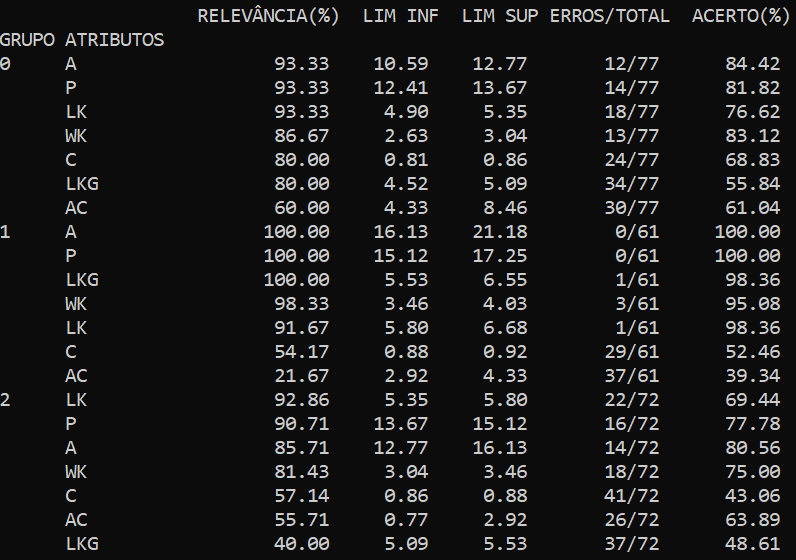 RELEVÂNCIA(%) LIM INF LIM SUP ERROS/TOTAL ACERTO(%)
GRUPO ATRIBUTOS
0 A 93.33 10.59 12.77 12/77 84.42
P 93.33 12.41 13.67 14/77 81.82
LK 93.33 4.90 5.35 18/77 76.62
WK 86.67 2.63 3.04 13/77 83.12
C 80.00 0.81 0.86 24/77 68.83
LKG 80.00 4.52 5.09 34/77 55.84
AC 60.00 4.33 8.46 30/77 61.04
1 A 100.00 16.13 21.18 0/61 100.00
P 100.00 15.12 17.25 0/61 100.00
LKG 100.00 5.53 6.55 1/61 98.36
WK 98.33 3.46 4.03 3/61 95.08
LK 91.67 5.80 6.68 1/61 98.36
C 54.17 0.88 0.92 29/61 52.46
AC 21.67 2.92 4.33 37/61 39.34
2 LK 92.86 5.35 5.80 22/72 69.44
P 90.71 13.67 15.12 16/72 77.78
A 85.71 12.77 16.13 14/72 80.56
WK 81.43 3.04 3.46 18/72 75.00
C 57.14 0.86 0.88 41/72 43.06
AC 55.71 0.77 2.92 26/72 63.89
LKG 40.00 5.09 5.53 37/72 48.61